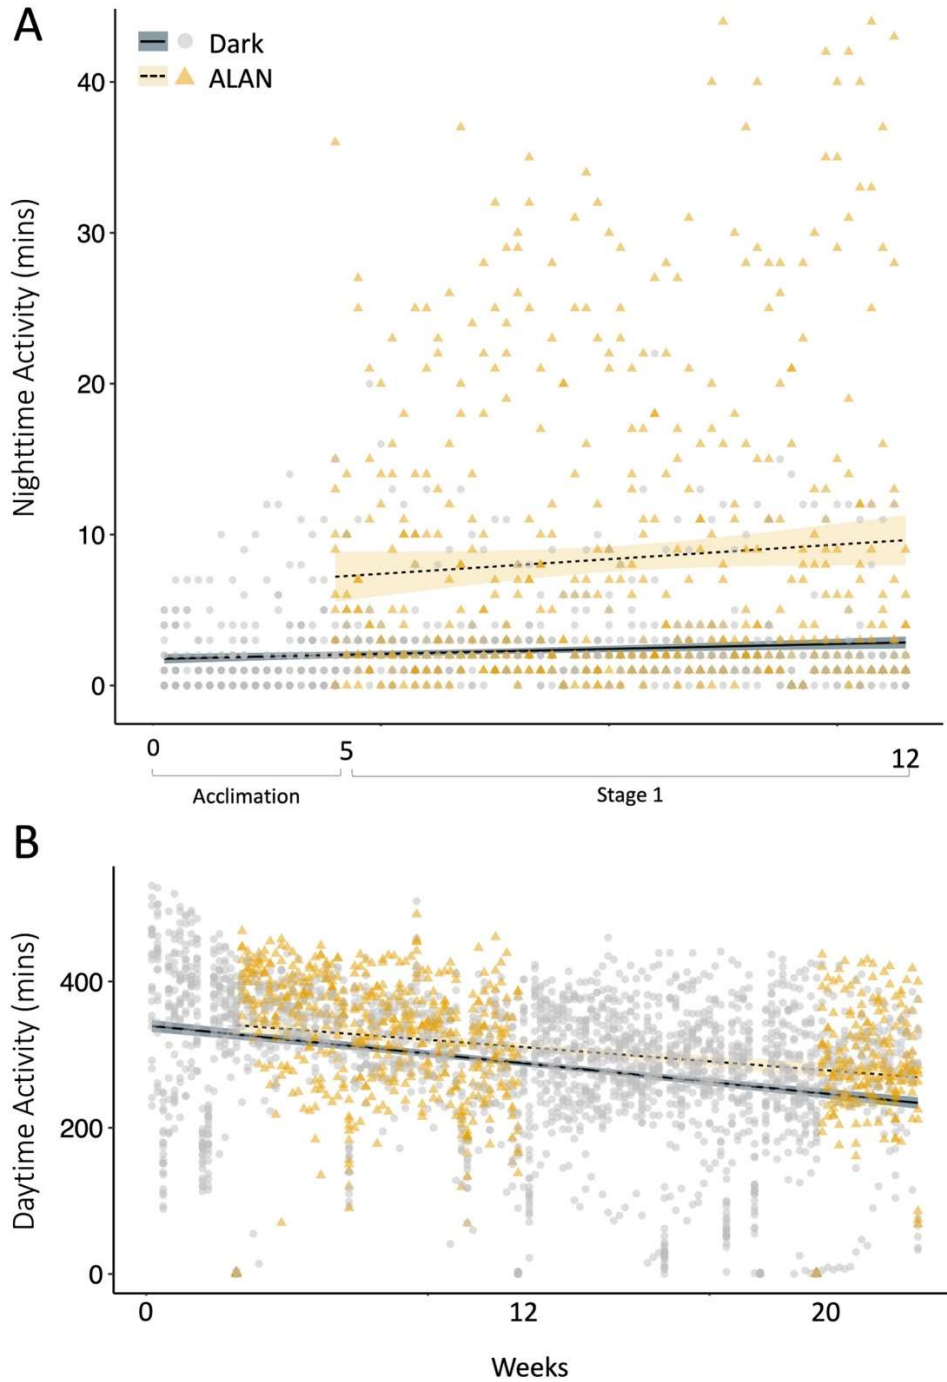 A
Dark
ALAN
Nighttime Activity (mins)
40
30
20
10
0
0 5 12
Acclimation Stage 1
B
Daytime Activity (mins)
400
200
0
0 12 20
Weeks